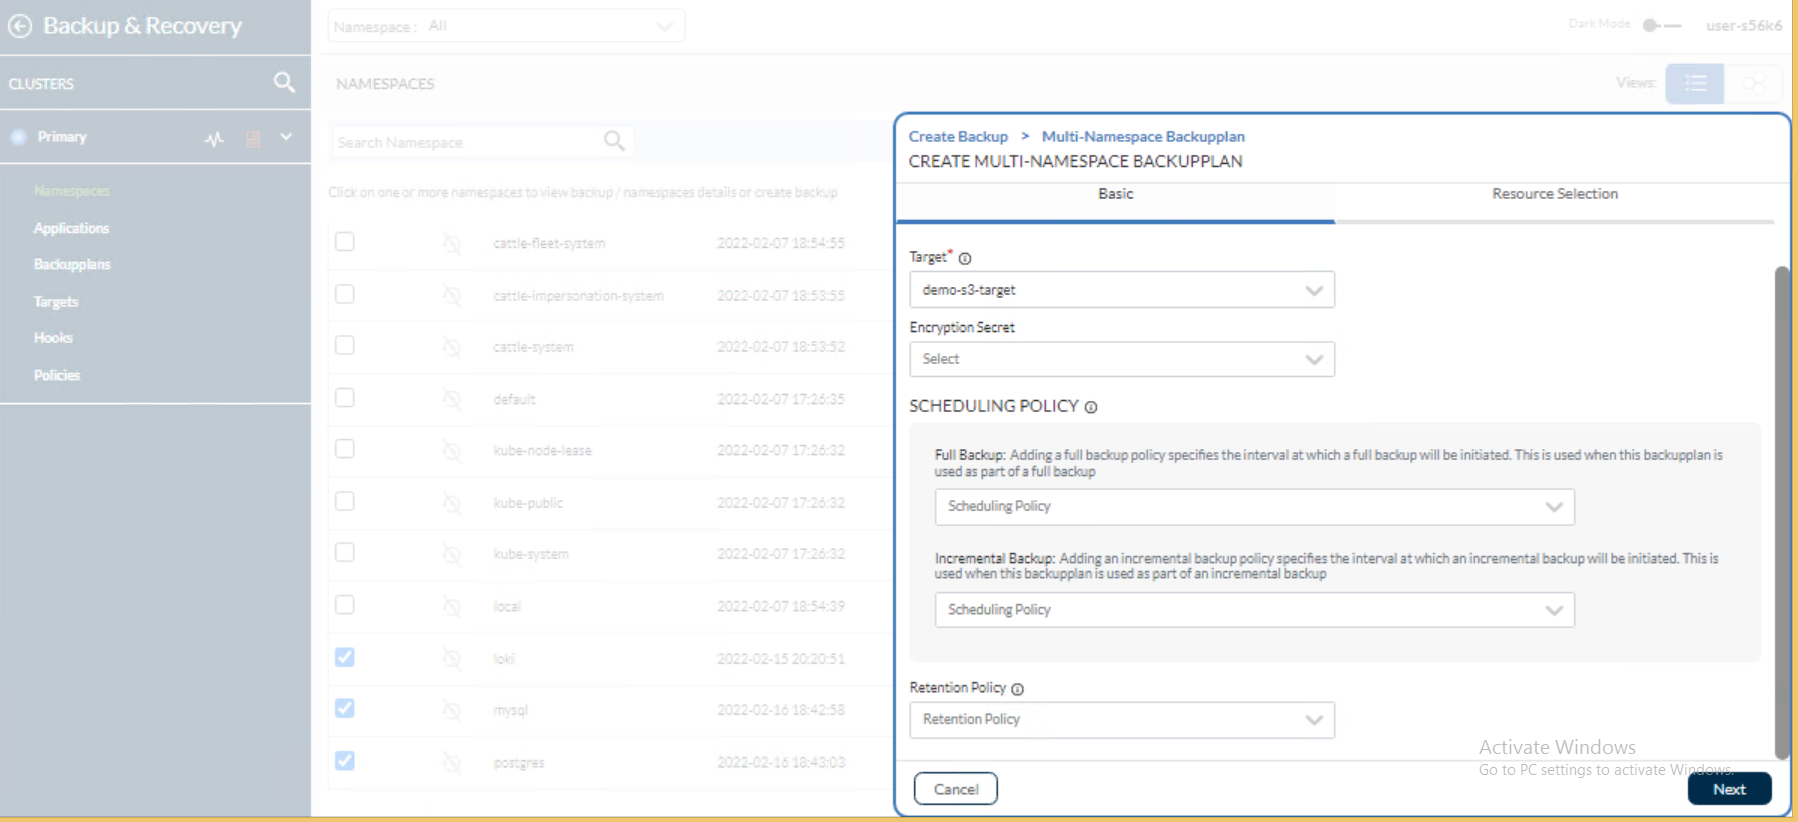 Backup & Recovery
Namespace : All
Dark Mode
user-s56k6
CLUSTERS
NAMESPACES
Views:
Primary
Search Namespace
Click on one or more namespaces to view backup / namespaces details or create backup
Namespaces
Applications
Backupplans
Targets
Hooks
Policies
cattle-fleet-system 2022-02-07 18:54:55
cattle-impersonation-system 2022-02-07 18:53:55
cattle-system 2022-02-07 18:53:52
default 2022-02-07 17:26:35
kube-node-lease 2022-02-07 17:26:32
kube-public 2022-02-07 17:26:32
kube-system 2022-02-07 17:26:32
local 2022-02-07 18:54:39
loki 2022-02-15 20:20:51
mysql 2022-02-16 18:42:58
postgres 2022-02-16 18:43:03
Create Backup > Multi-Namespace Backupplan
CREATE MULTI-NAMESPACE BACKUPPLAN
Basic
Resource Selection
Target*
demo-s3-target
Encryption Secret
Select
SCHEDULING POLICY
Full Backup: Adding a full backup policy specifies the interval at which a full backup will be initiated. This is used when this backupplan is
used as part of a full backup
Scheduling Policy
Incremental Backup: Adding an incremental backup policy specifies the interval at which an incremental backup will be initiated. This is
used when this backupplan is used as part of an incremental backup
Scheduling Policy
Retention Policy
Retention Policy
Activate Windows
Go to PC settings to activate Windows.
Cancel
Next